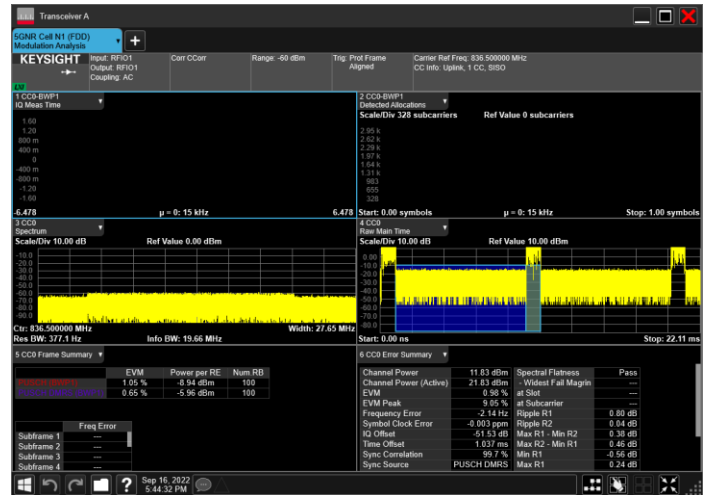 Transceiver A
5GNR Cell N1 (FDD)
Modulation Analysis
KEYSIGHT
Input: RFIO1
Output: RFIO1
Coupling: AC
Corr CCorr
Range: -60 dBm
Trig: Prot Frame
Aligned
Carrier Ref Freq: 836.500000 MHz
CC Info: Uplink, 1 CC, SISO
1 CC0-BWP1
IQ Meas Time
1.60
1.20
800 m
400 m
0
-400 m
-800 m
-1.20
-1.60
-6.478 μ = 0: 15 kHz 6.478
2 CC0-BWP1
Detected Allocations
Scale/Div 328 subcarriers Ref Value 0 subcarriers
2.95 k
2.62 k
2.29 k
1.97 k
1.64 k
1.31 k
983
655
328
Start: 0.00 symbols μ = 0: 15 kHz Stop: 1.00 symbols
3 CC0
Spectrum
Scale/Div 10.00 dB Ref Value 0.00 dBm
-10.0
-20.0
-30.0
-40.0
-50.0
-60.0
-70.0
-80.0
-90.0
Ctr: 836.500000 MHz Width: 27.65 MHz
Res BW: 377.1 Hz Info BW: 19.66 MHz
4 CC0
Raw Main Time
Scale/Div 10.00 dB Ref Value 10.00 dBm
0.00
-10.0
-20.0
-30.0
-40.0
-50.0
-60.0
-70.0
-80.0
Start: 0.00 ns Stop: 22.11 ms
5 CC0 Frame Summary
EVM Power per RE Num RB
1.05 % -8.94 dBm 100
0.65 % -5.96 dBm 100
Freq Error
Subframe 1 ---
Subframe 2 ---
Subframe 3 ---
Subframe 4 ---
6 CC0 Error Summary
Channel Power 11.83 dBm Spectral Flatness Pass
Channel Power (Active) 21.83 dBm - Widest Fail Magrin ---
EVM 0.98 % at Slot ---
EVM Peak 9.05 % at Subcarrier ---
Frequency Error -2.14 Hz Ripple R1 0.80 dB
Symbol Clock Error -0.003 ppm Ripple R2 0.04 dB
IQ Offset -51.53 dB Max R1 - Min R2 0.38 dB
Time Offset 1.037 ms Max R2 - Min R1 0.46 dB
Sync Correlation 99.7 % Min R1 -0.56 dB
Sync Source PUSCH DMRS Max R1 0.24 dB
Sep 16, 2022
5:44:32 PM